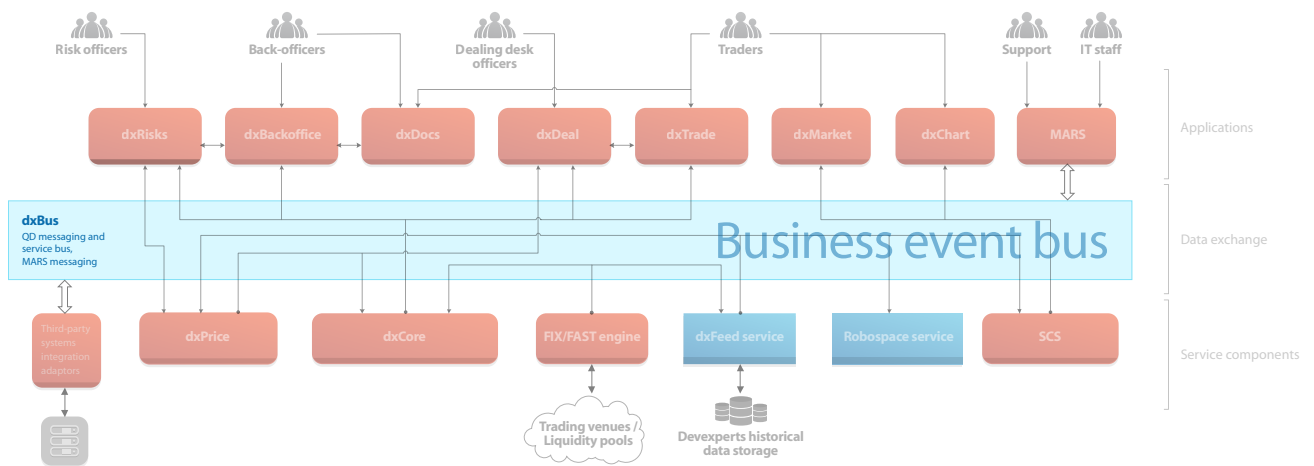 Risk officers
Back-officers
Dealing desk
officers
Traders
Support
IT staff
dxRisks
dxBackoffice
dxDocs
dxDeal
dxTrade
dxMarket
dxChart
MARS
Applications
dxBus
QD messaging and
service bus,
MARS messaging
Business event bus
Data exchange
Third-party
systems
integration
adaptors
dxPrice
dxCore
FIX/FAST engine
dxFeed service
Robospace service
SCS
Service components
Trading venues /
Liquidity pools
Devexperts historical
data storage